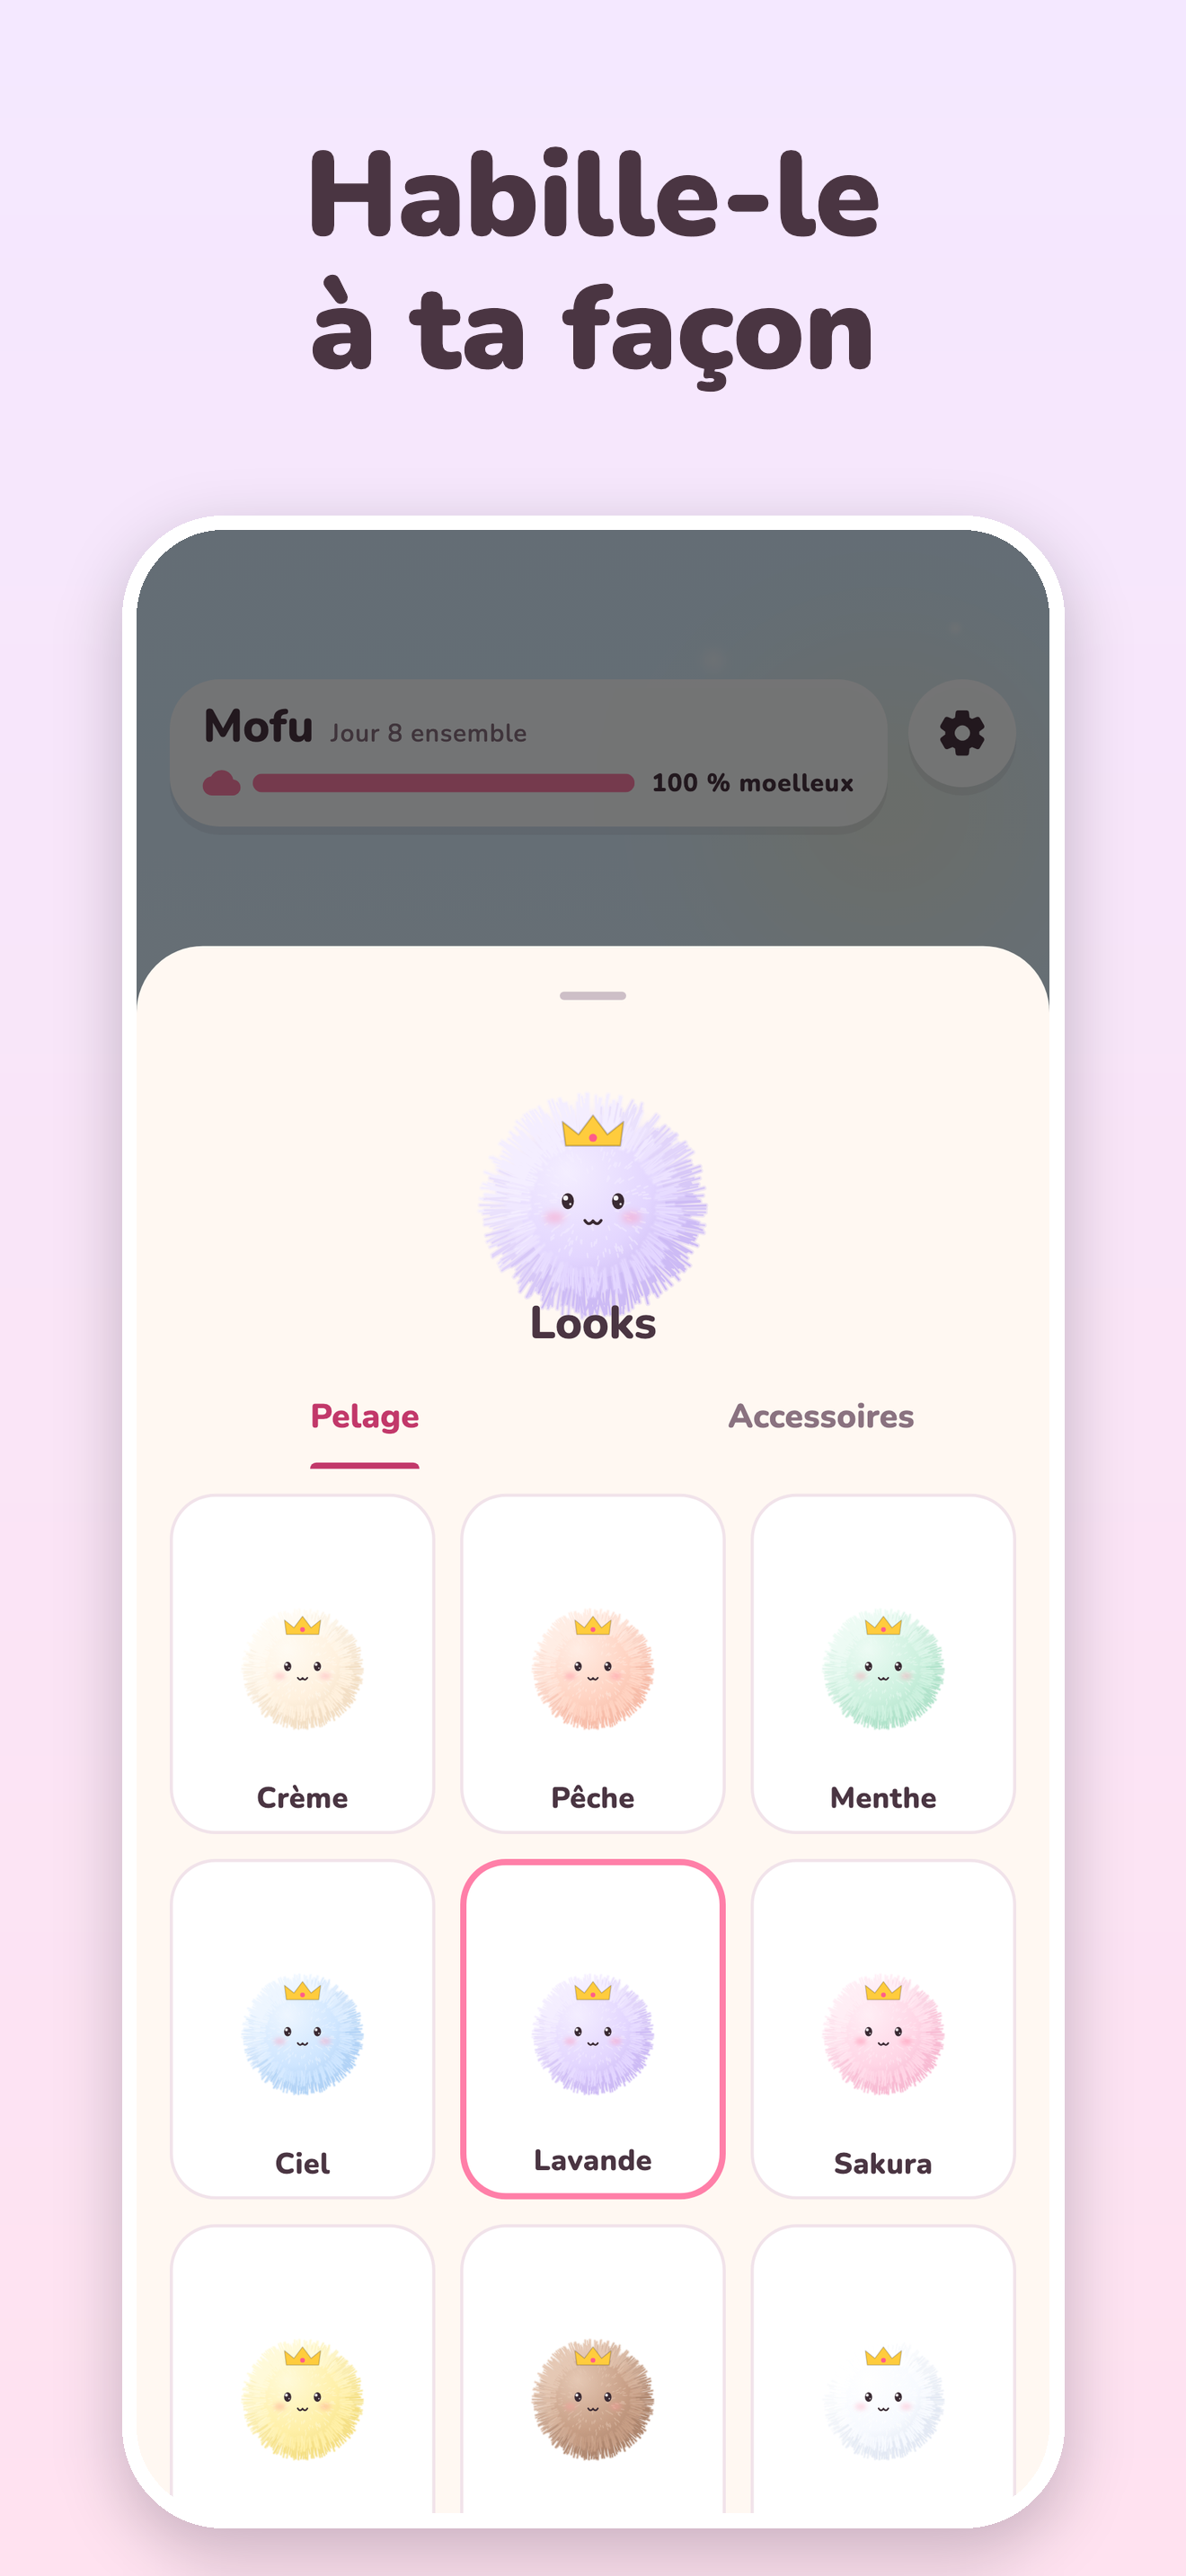 Habille-le
à ta façon
Mofu Jour 8 ensemble
100 % moelleux
Looks
Pelage Accessoires
Crème Pêche Menthe
Ciel Lavande Sakura